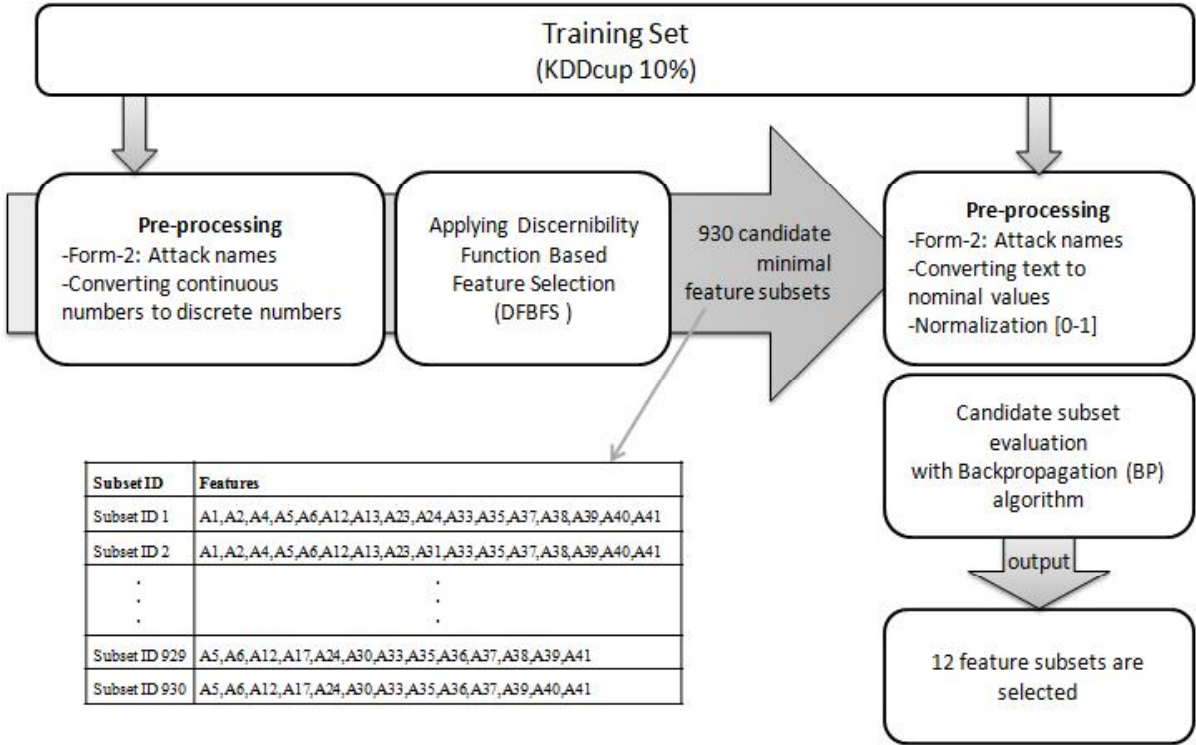 Training Set
(KDDcup 10%)
Pre-processing
-Form-2: Attack names
-Converting continuous
numbers to discrete numbers
Applying Discernibility
Function Based
Feature Selection
(DFBFS )
930 candidate
minimal
feature subsets
Pre-processing
-Form-2: Attack names
-Converting text to
nominal values
-Normalization [0-1]
Candidate subset
evaluation
with Backpropagation (BP)
algorithm
output
12 feature subsets are
selected
Subset ID Features
Subset ID 1 A1,A2,A4,A5,A6,A12,A13,A23,A24,A33,A35,A37,A38,A39,A40,A41
Subset ID 2 A1,A2,A4,A5,A6,A12,A13,A23,A31,A33,A35,A37,A38,A39,A40,A41
. .
. .
. .
Subset ID 929 A5,A6,A12,A17,A24,A30,A33,A35,A36,A37,A38,A39,A41
Subset ID 930 A5,A6,A12,A17,A24,A30,A33,A35,A36,A37,A39,A40,A41